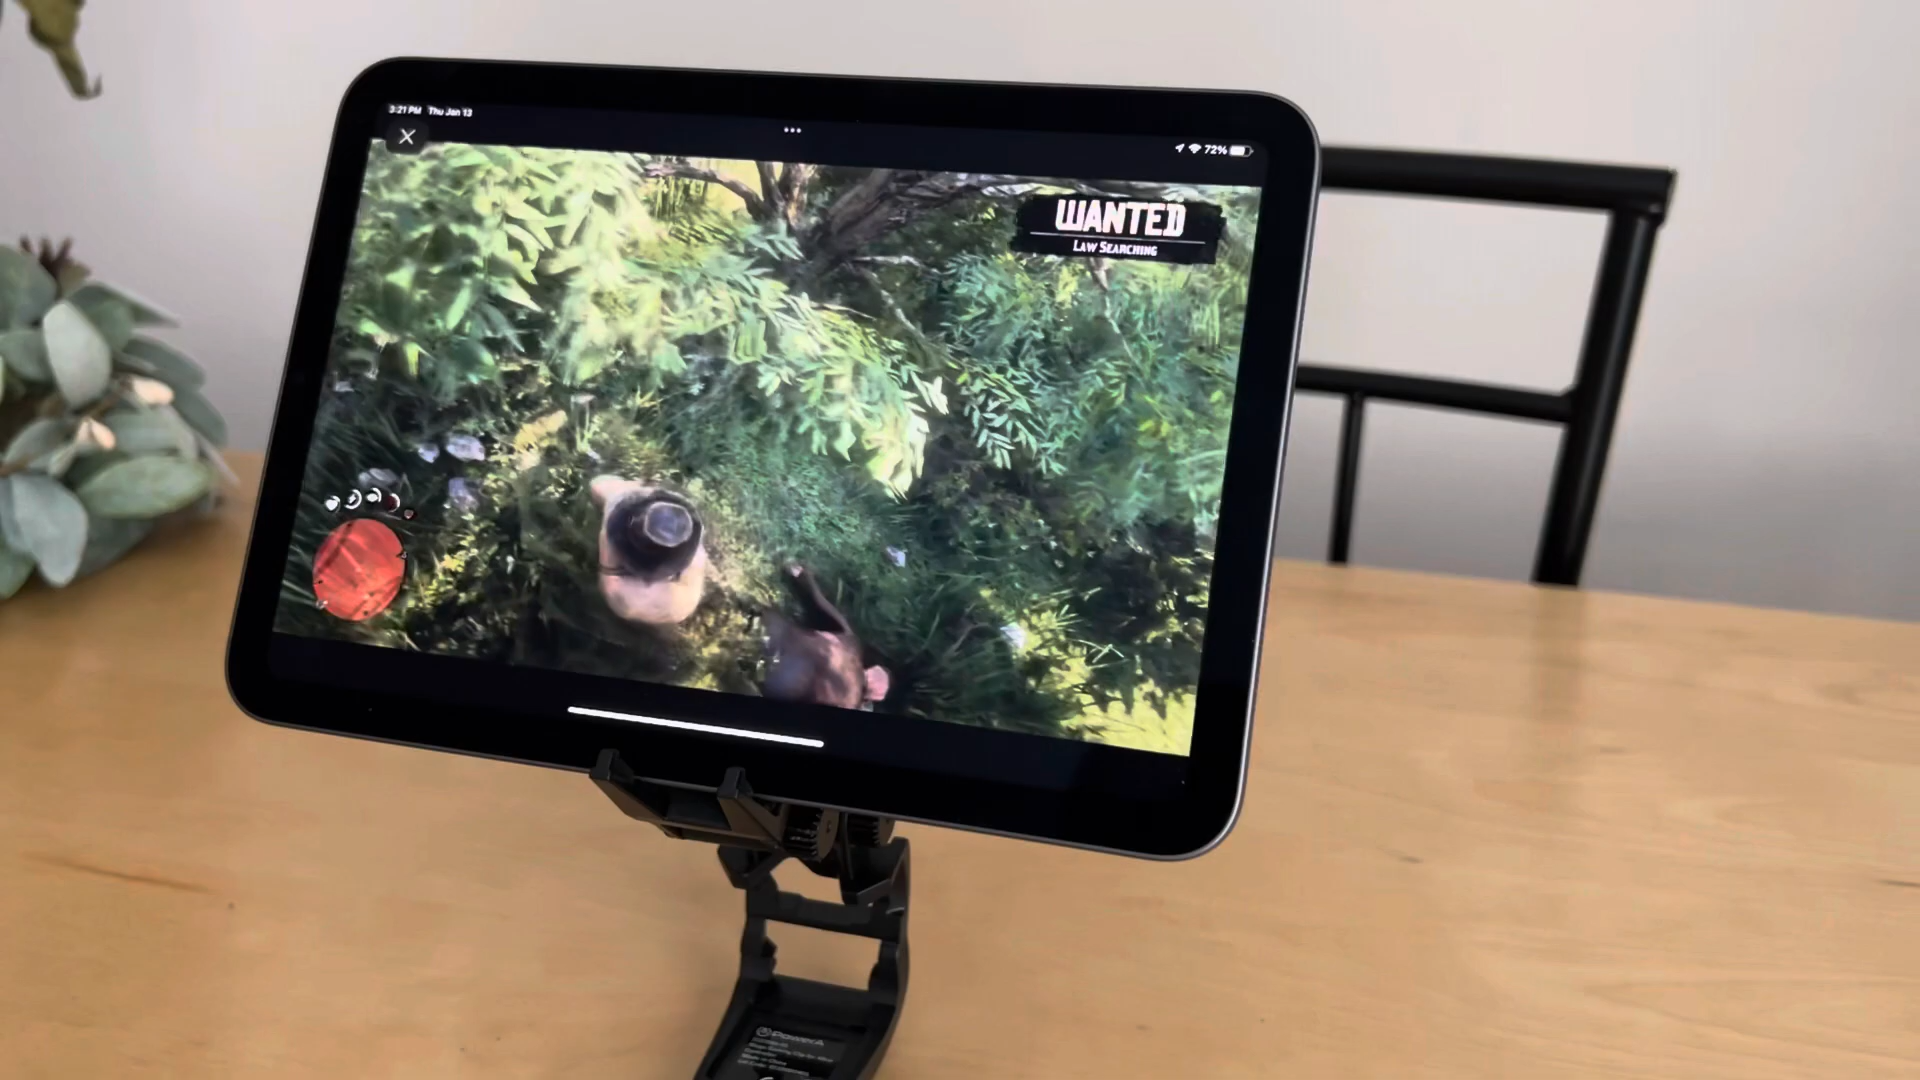 3:21 PM Thu Jan 13
72%
WANTED
LAW SEARCHING
PowerA